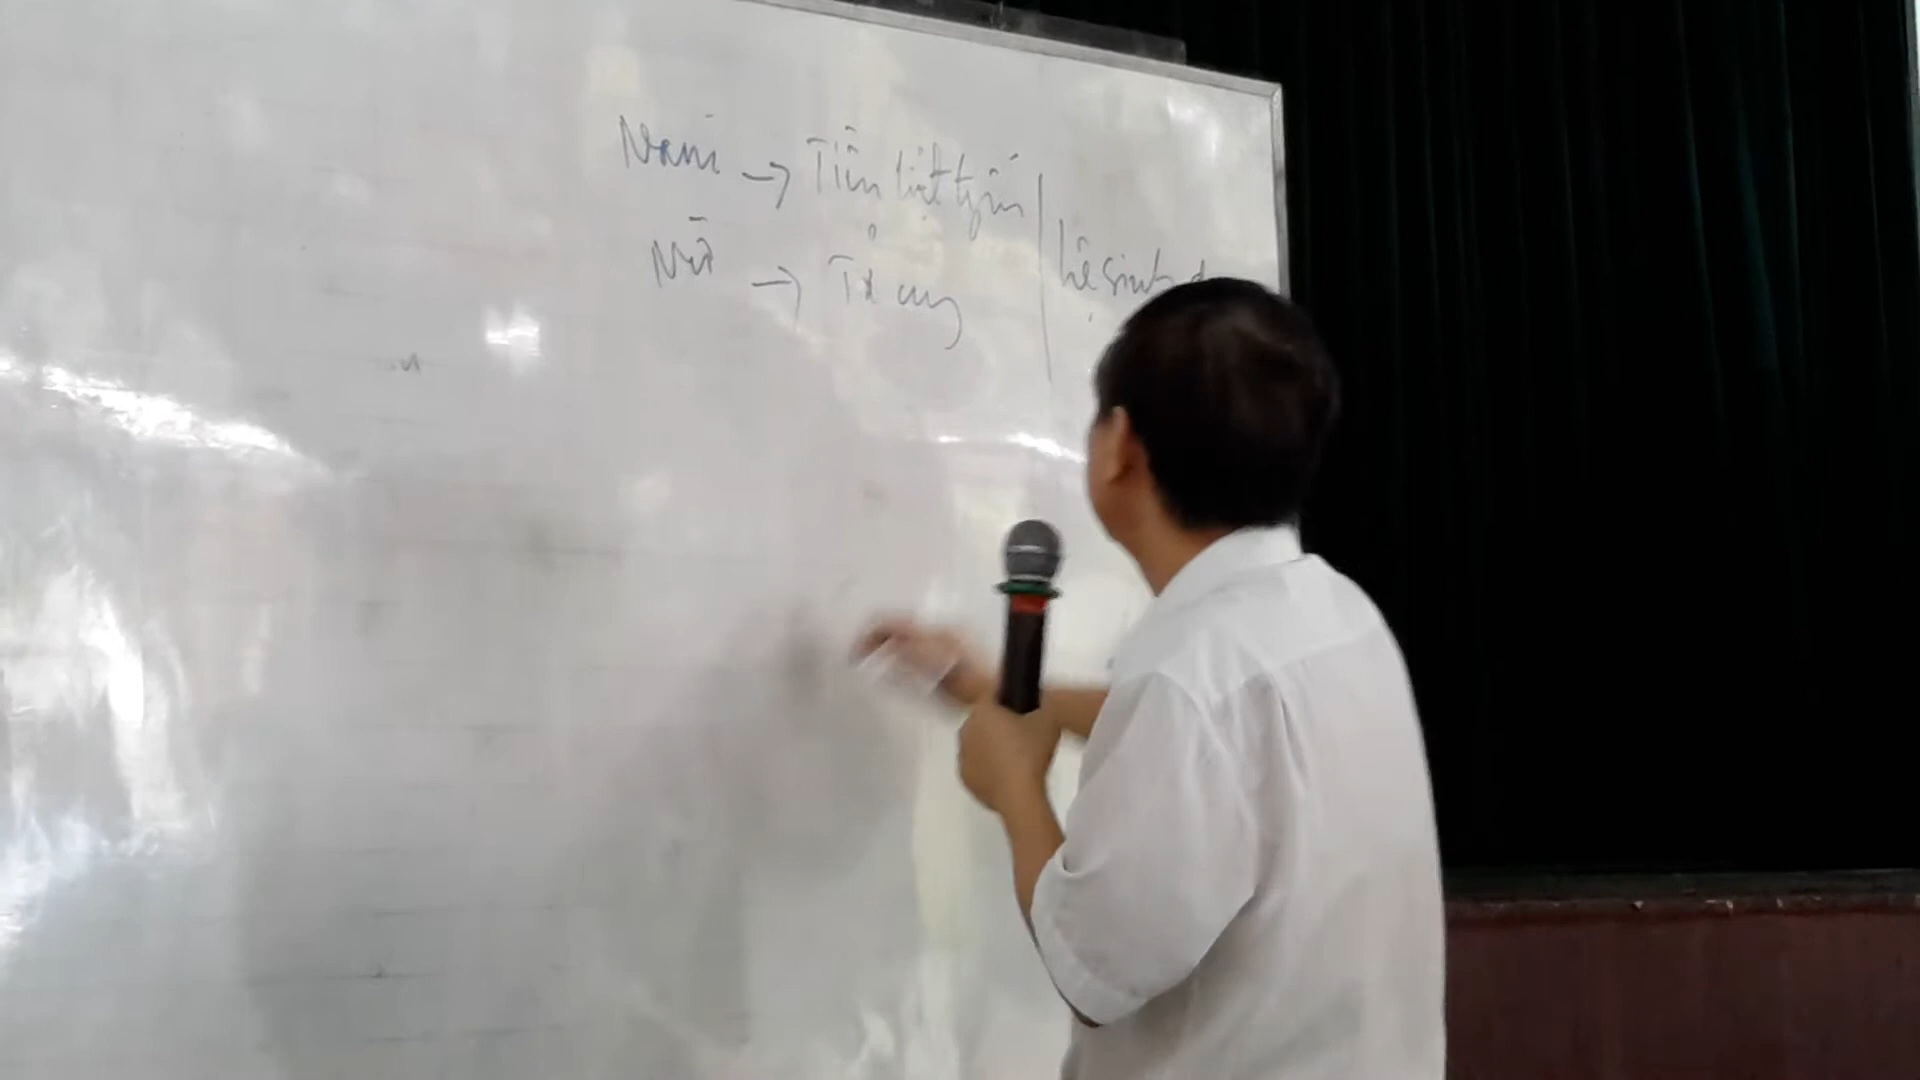 Nam → Tiền liệt tuyến
Nữ → Tử cung
hệ sinh d